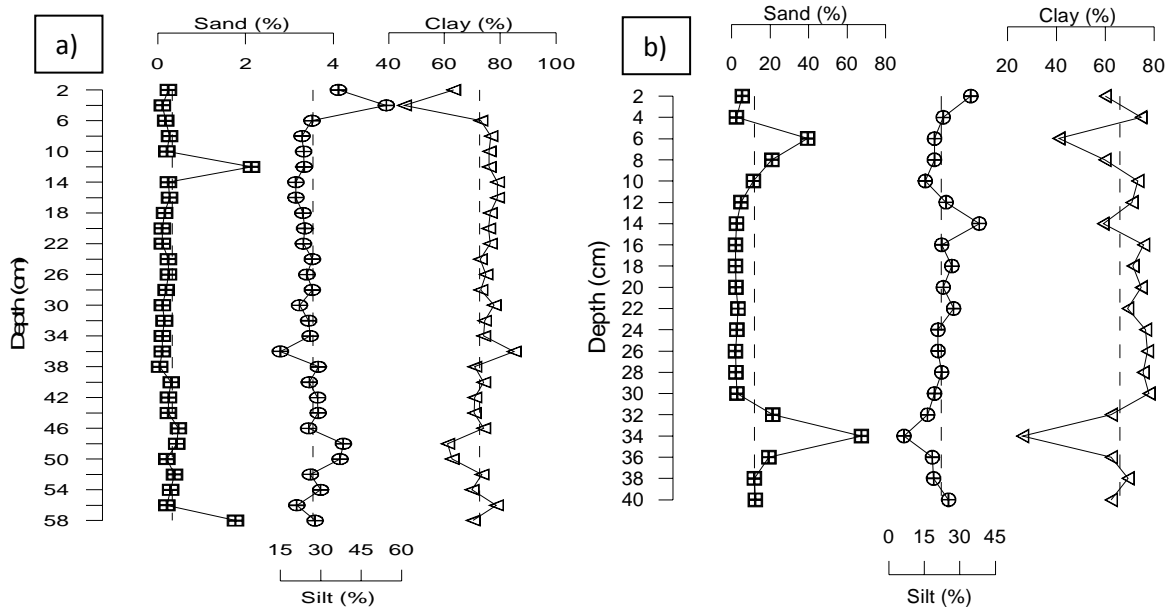 a)
Sand (%)
Clay (%)
0 2 4 40 60 80 100
Depth (cm)
2
6
10
14
18
22
26
30
34
38
42
46
50
54
58
15 30 45 60
Silt (%)
b)
Sand (%)
Clay (%)
0 20 40 60 80 20 40 60 80
Depth (cm)
2
4
6
8
10
12
14
16
18
20
22
24
26
28
30
32
34
36
38
40
0 15 30 45
Silt (%)